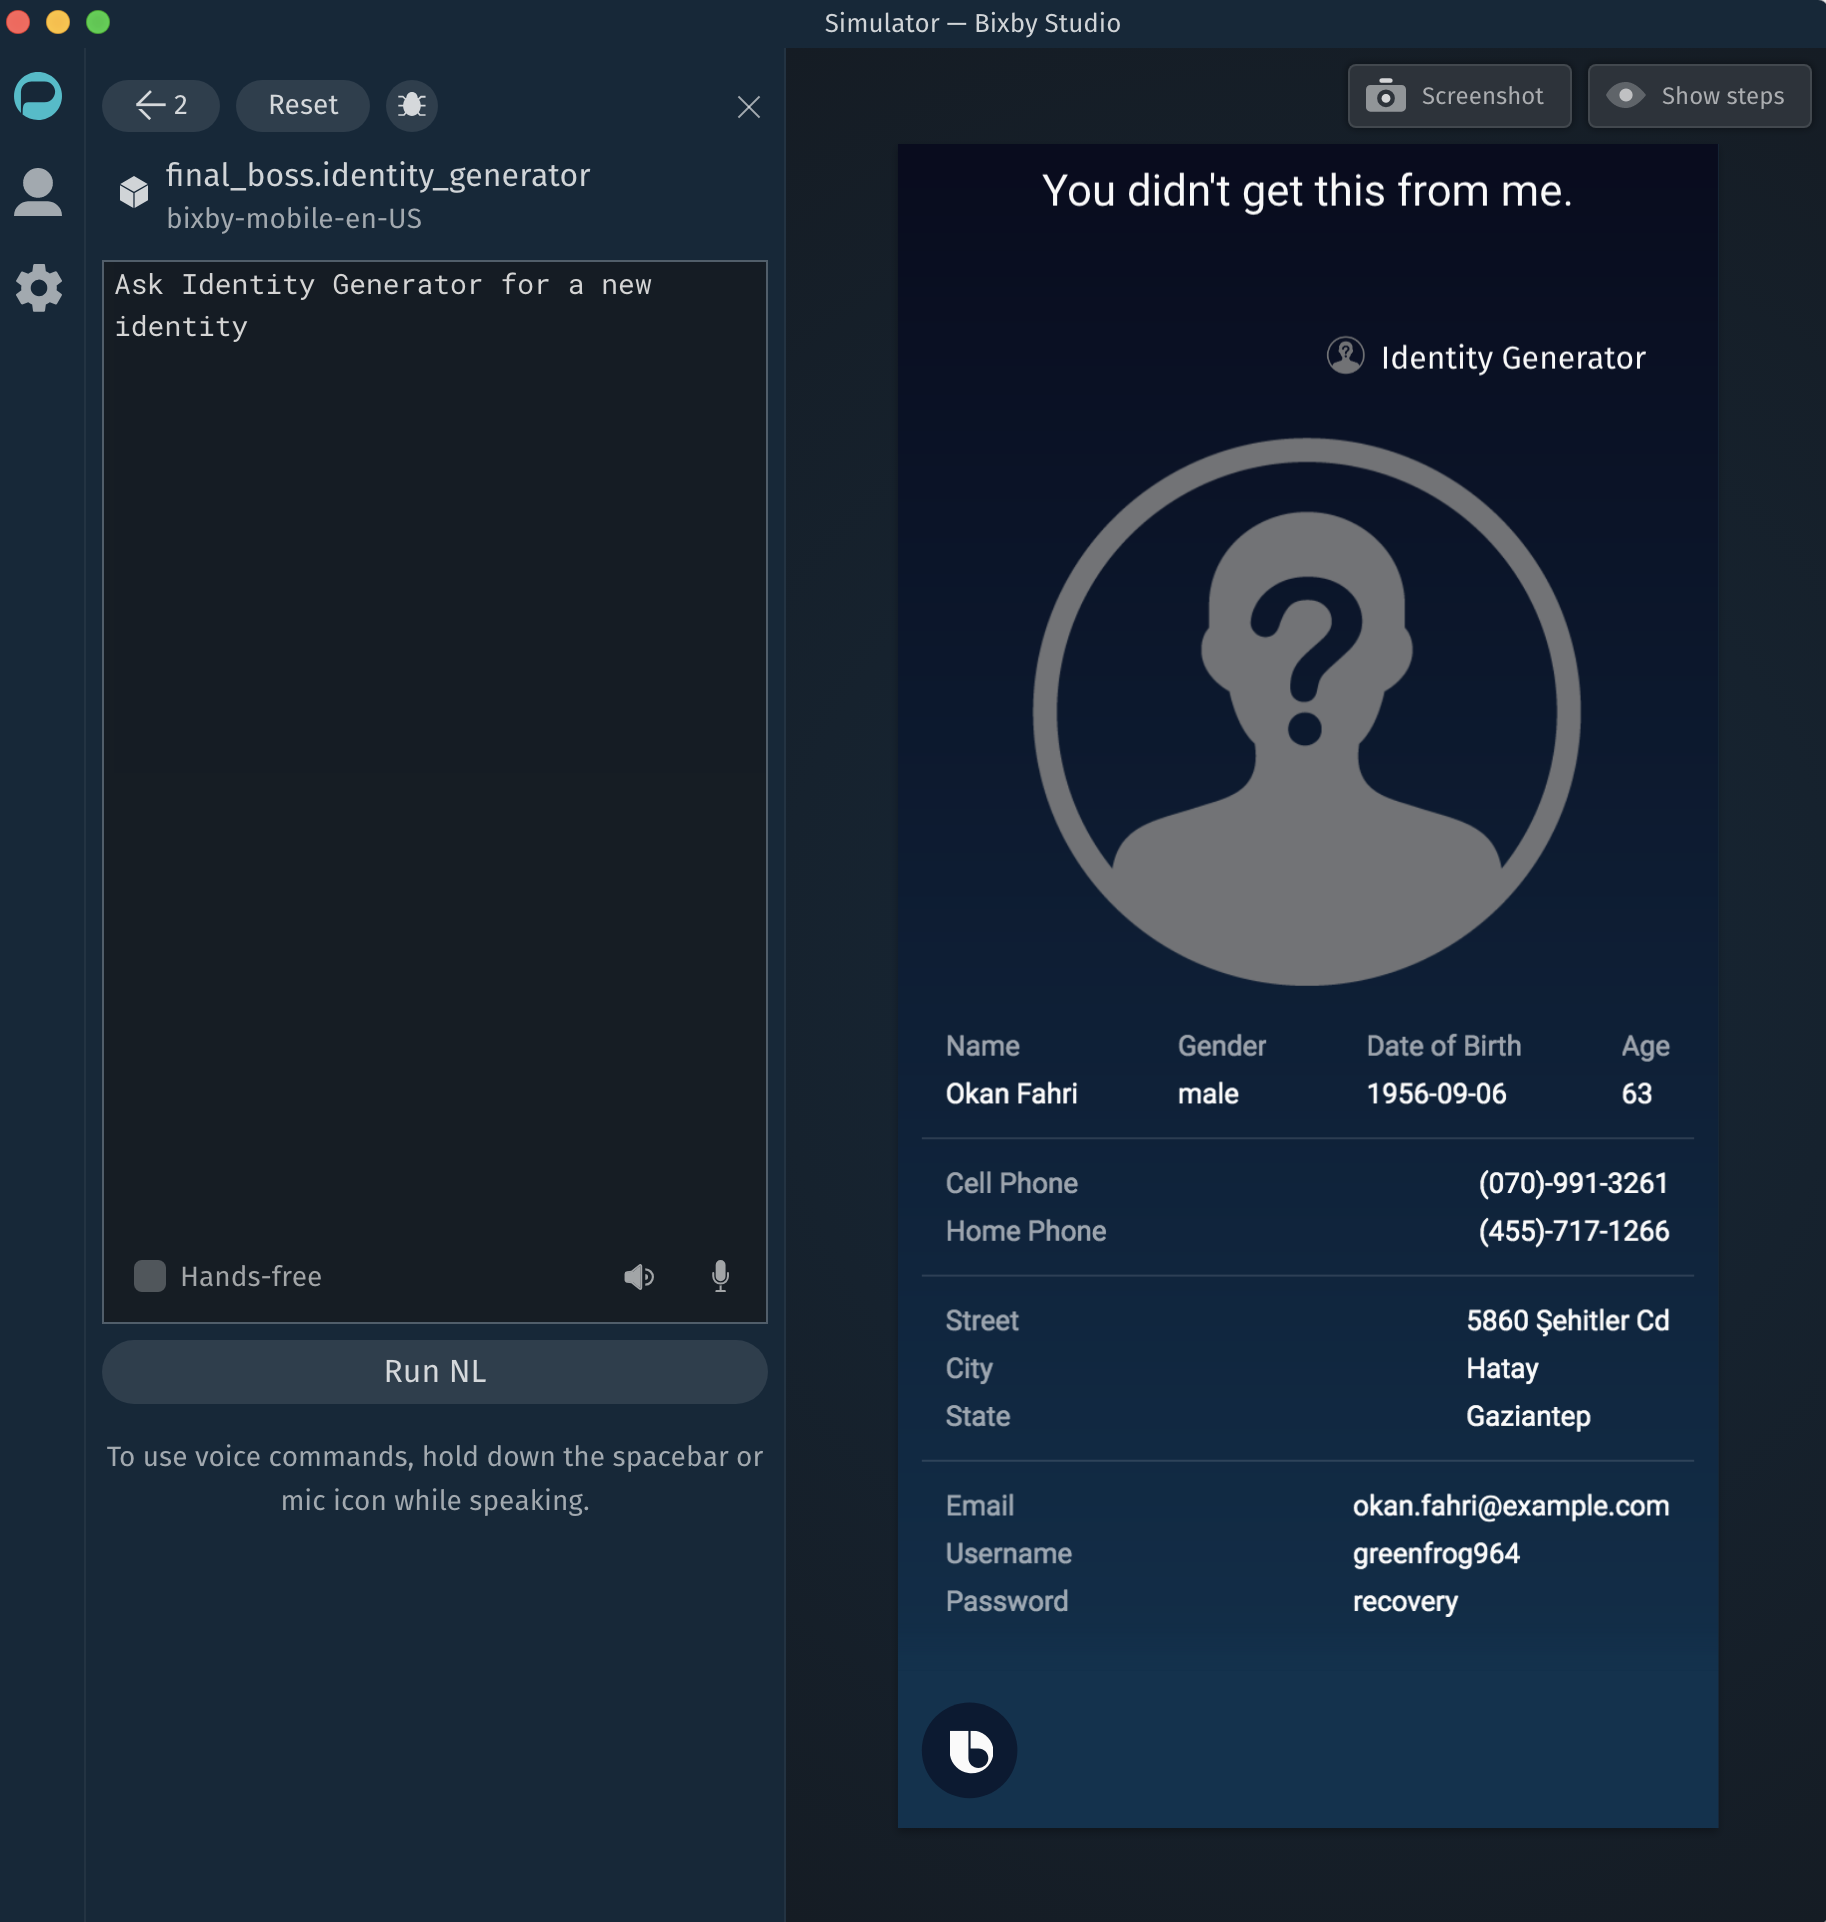 Simulator — Bixby Studio
2
Reset
final_boss.identity_generator
bixby-mobile-en-US
Ask Identity Generator for a new
identity
Hands-free
Run NL
To use voice commands, hold down the spacebar or
mic icon while speaking.
Screenshot
Show steps
You didn't get this from me.
Identity Generator
Name Gender Date of Birth Age
Okan Fahri male 1956-09-06 63
Cell Phone (070)-991-3261
Home Phone (455)-717-1266
Street 5860 Şehitler Cd
City Hatay
State Gaziantep
Email okan.fahri@example.com
Username greenfrog964
Password recovery